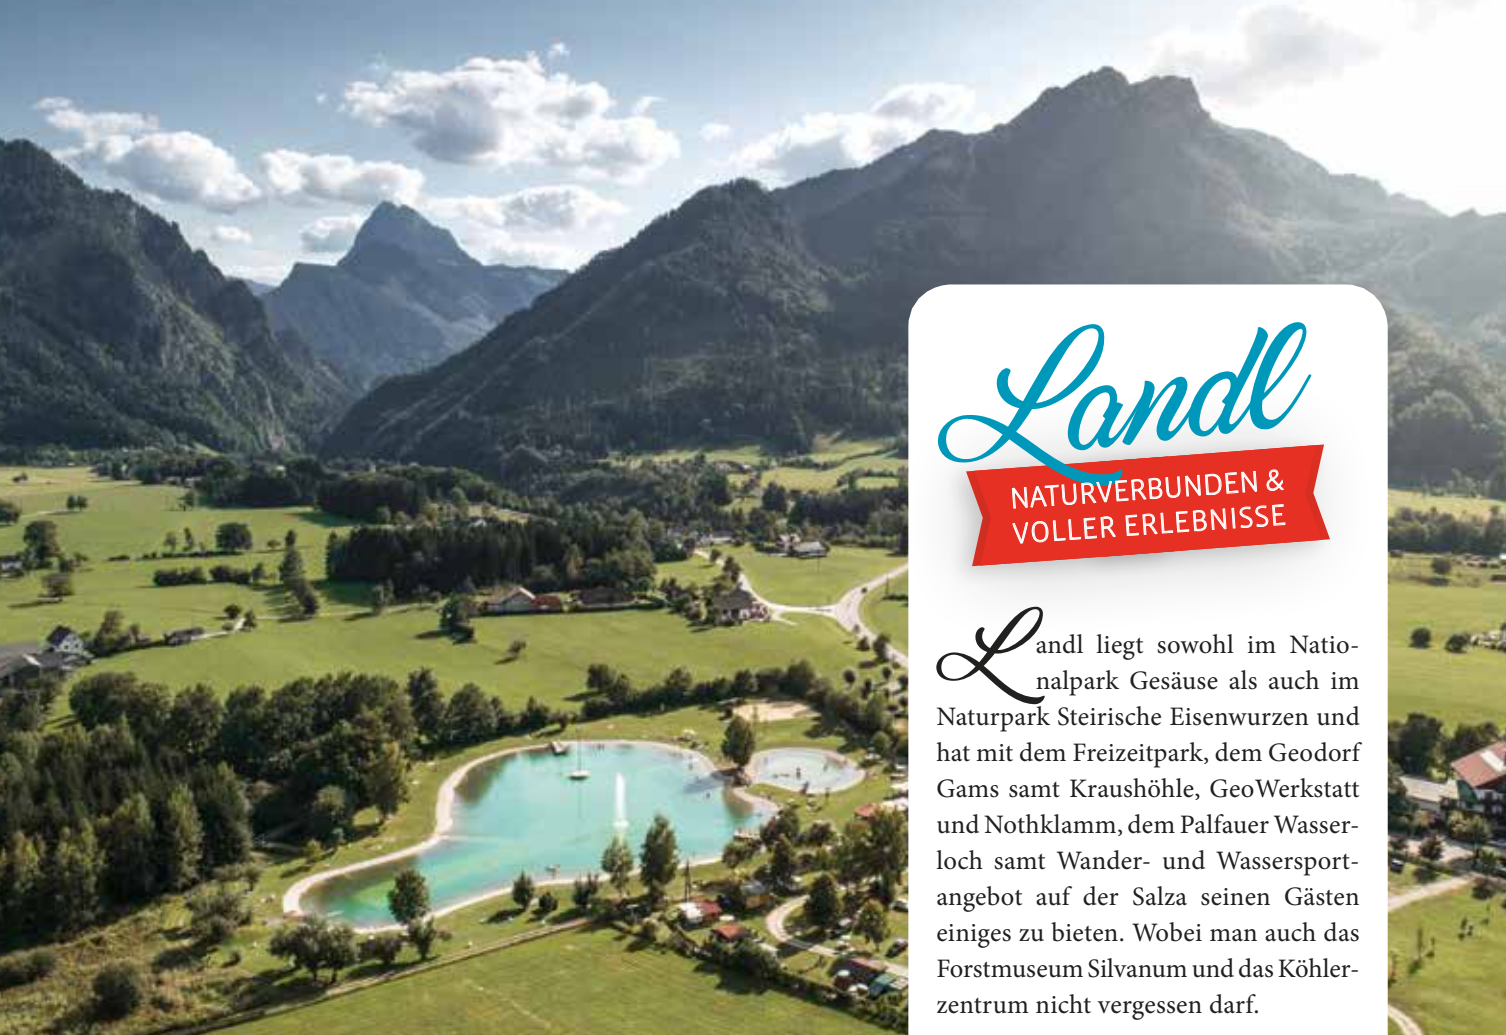 Landl
NATURVERBUNDEN &
VOLLER ERLEBNISSE
Landl liegt sowohl im Natio-
nalpark Gesäuse als auch im
Naturpark Steirische Eisenwurzen und
hat mit dem Freizeitpark, dem Geodorf
Gams samt Kraushöhle, GeoWerkstatt
und Nothklamm, dem Palfauer Wasser-
loch samt Wander- und Wassersport-
angebot auf der Salza seinen Gästen
einiges zu bieten. Wobei man auch das
Forstmuseum Silvanum und das Köhler-
zentrum nicht vergessen darf.